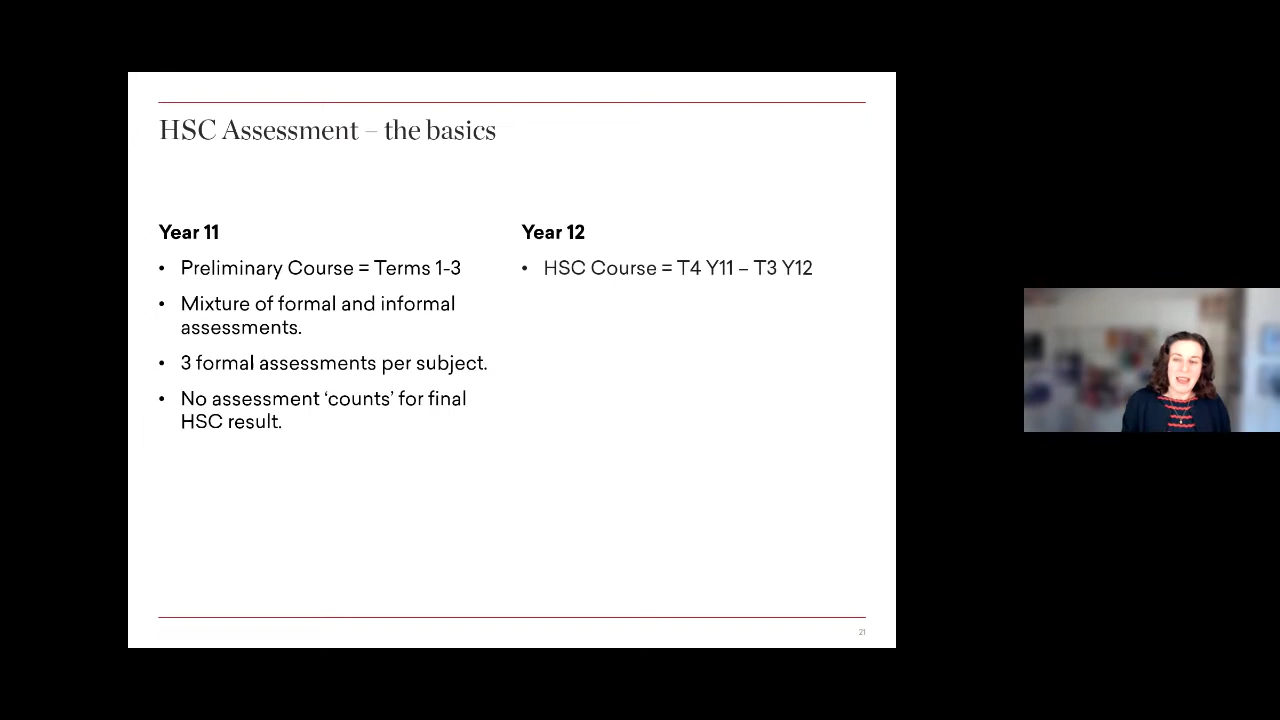 HSC Assessment – the basics
Year 11
• Preliminary Course = Terms 1-3
• Mixture of formal and informal
assessments.
• 3 formal assessments per subject.
• No assessment ‘counts’ for final
HSC result.
Year 12
• HSC Course = T4 Y11 – T3 Y12
21